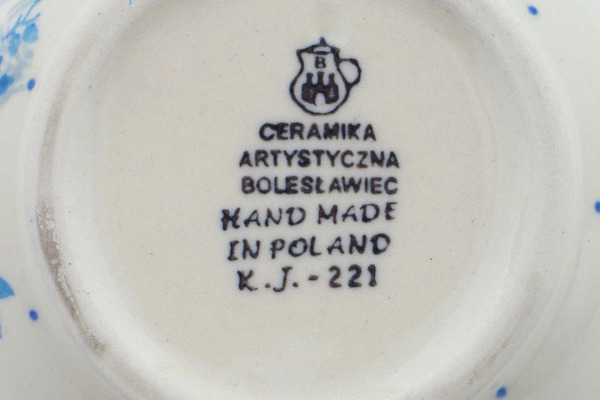 B
CERAMIKA
ARTYSTYCZNA
BOLESŁAWIEC
HAND MADE
IN POLAND
K.J.-221